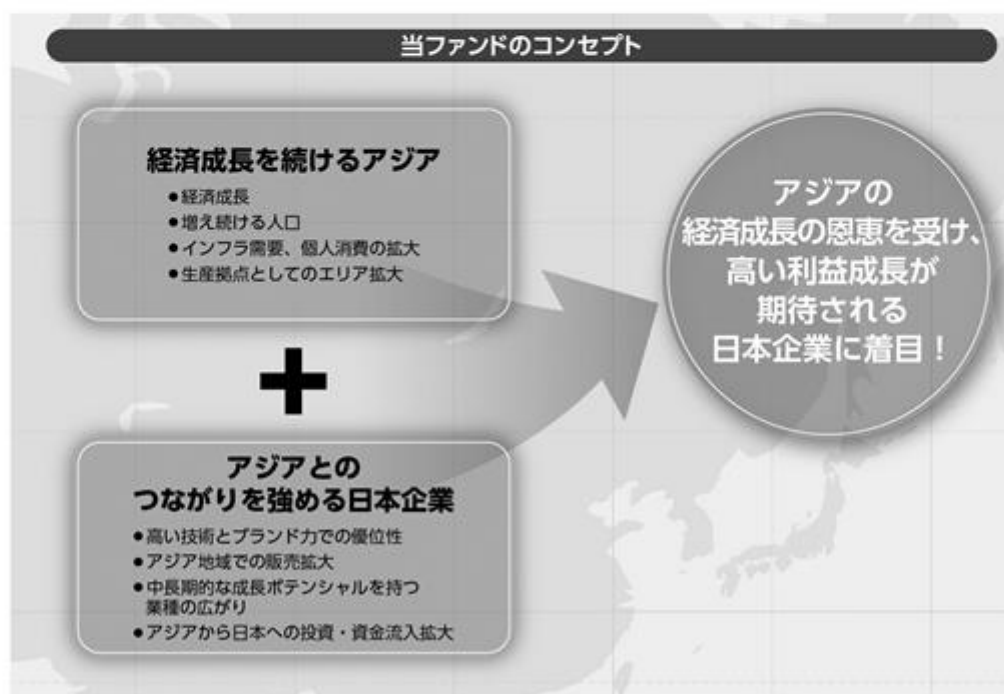 当ファンドのコンセプト
経済成長を続けるアジア
●経済成長
●増え続ける人口
●インフラ需要、個人消費の拡大
●生産拠点としてのエリア拡大
+
アジアとの
つながりを強める日本企業
●高い技術とブランド力での優位性
●アジア地域での販売拡大
●中長期的な成長ポテンシャルを持つ
業種の広がり
●アジアから日本への投資・資金流入拡大
アジアの
経済成長の恩恵を受け、
高い利益成長が
期待される
日本企業に着目！